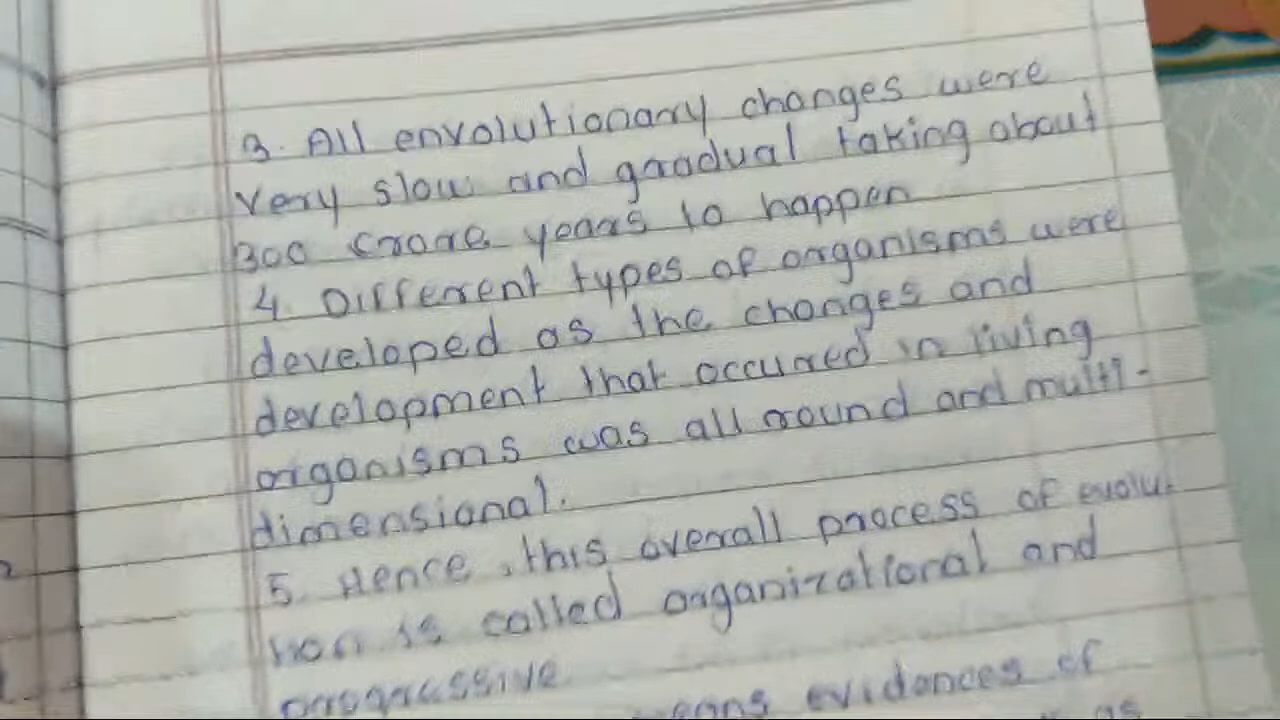 3. All envolutionary changes were
very slow and gradual taking about
300 crore years to happen
4. Different types of organisms were
developed as the changes and
development that occured in living
organisms was all round and multi-
dimensional.
5. Hence, this overall process of evolu-
tion is called organizational and
progressive
evidences of
as